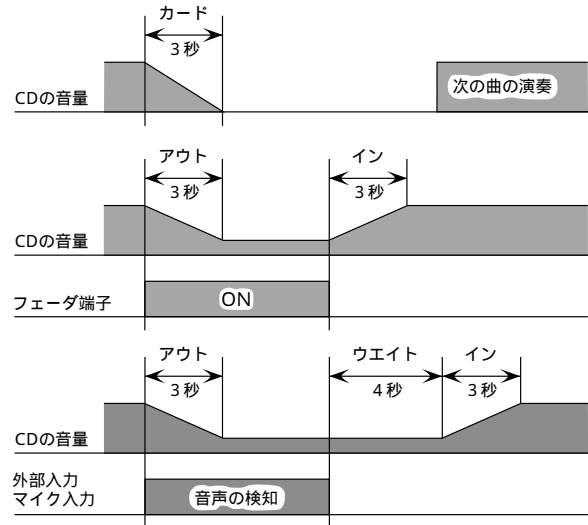 カード
3秒
CDの音量
次の曲の演奏
アウト
イン
3秒
3秒
CDの音量
フェーダ端子
ON
アウト
ウエイト
イン
3秒
4秒
3秒
CDの音量
外部入力
マイク入力
音声の検知